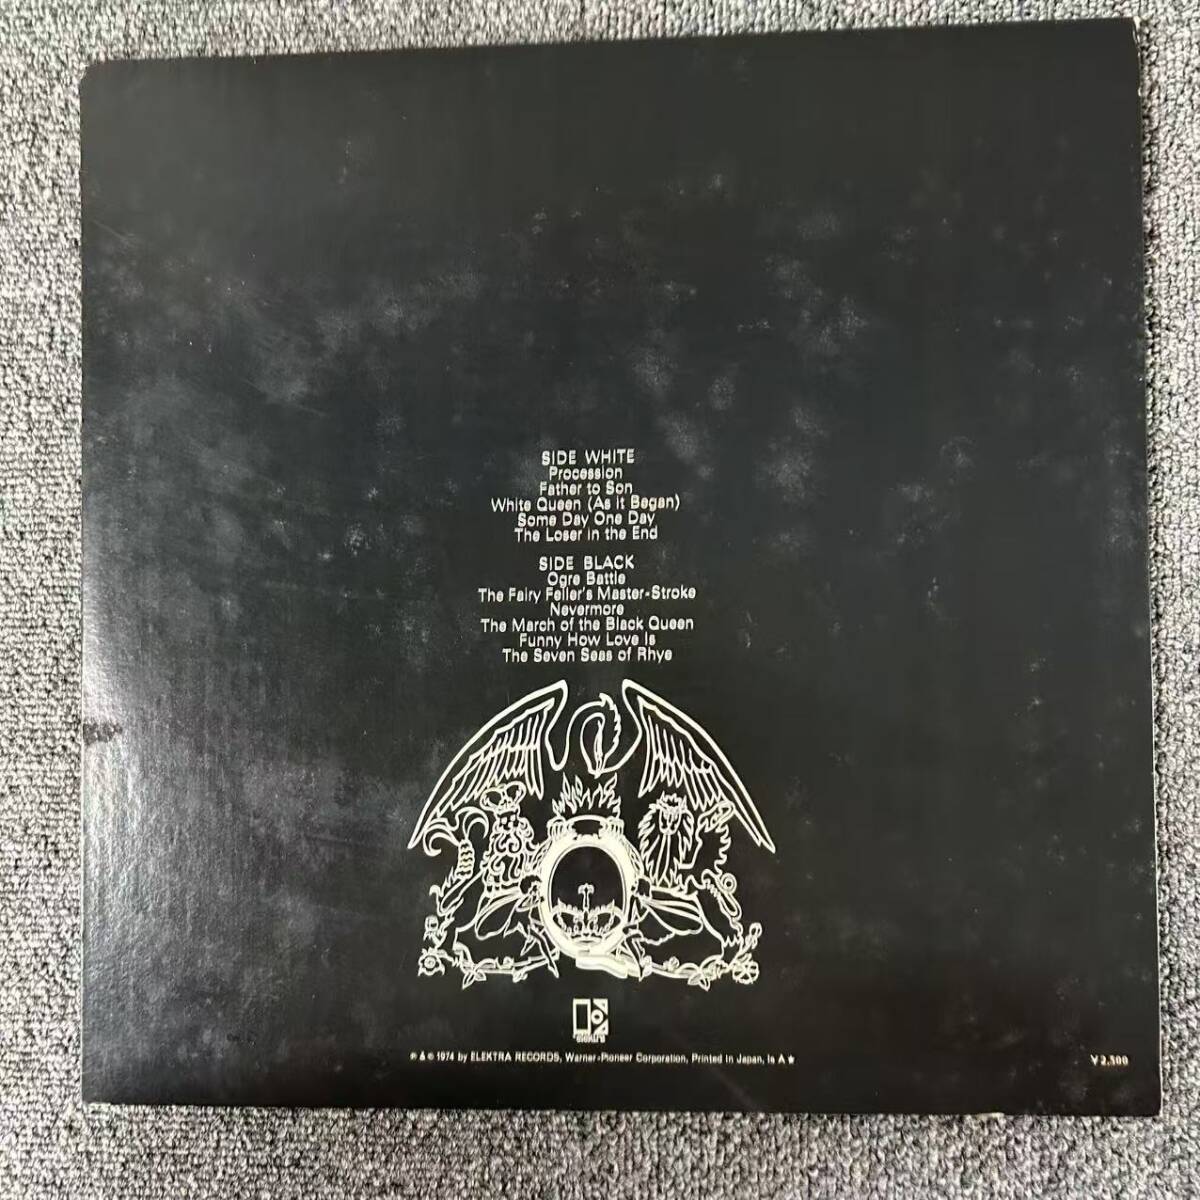 SIDE WHITE
Procession
Father to Son
White Queen (As it Began)
Some Day One Day
The Loser in the End
SIDE BLACK
Ogre Battle
The Fairy Feller's Master-Stroke
Nevermore
The March of the Black Queen
Funny How Love Is
The Seven Seas of Rhye
1974 by ELEKTRA RECORDS, Warner-Pioneer Corporation, Printed in Japan, Is A ★
¥2,300